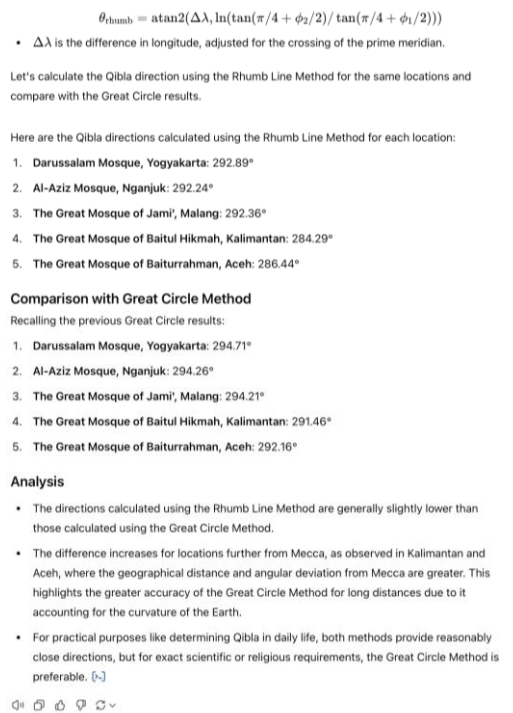 θrhumb = atan2(Δλ, ln(tan(π/4 + ϕ2/2)/ tan(π/4 + ϕ1/2)))
• Δλ is the difference in longitude, adjusted for the crossing of the prime meridian.
Let's calculate the Qibla direction using the Rhumb Line Method for the same locations and
compare with the Great Circle results.
Here are the Qibla directions calculated using the Rhumb Line Method for each location:
1. Darussalam Mosque, Yogyakarta: 292.89°
2. Al-Aziz Mosque, Nganjuk: 292.24°
3. The Great Mosque of Jami', Malang: 292.36°
4. The Great Mosque of Baitul Hikmah, Kalimantan: 284.29°
5. The Great Mosque of Baiturrahman, Aceh: 286.44°
Comparison with Great Circle Method
Recalling the previous Great Circle results:
1. Darussalam Mosque, Yogyakarta: 294.71°
2. Al-Aziz Mosque, Nganjuk: 294.26°
3. The Great Mosque of Jami', Malang: 294.21°
4. The Great Mosque of Baitul Hikmah, Kalimantan: 291.46°
5. The Great Mosque of Baiturrahman, Aceh: 292.16°
Analysis
• The directions calculated using the Rhumb Line Method are generally slightly lower than
those calculated using the Great Circle Method.
• The difference increases for locations further from Mecca, as observed in Kalimantan and
Aceh, where the geographical distance and angular deviation from Mecca are greater. This
highlights the greater accuracy of the Great Circle Method for long distances due to it
accounting for the curvature of the Earth.
• For practical purposes like determining Qibla in daily life, both methods provide reasonably
close directions, but for exact scientific or religious requirements, the Great Circle Method is
preferable. [>-]